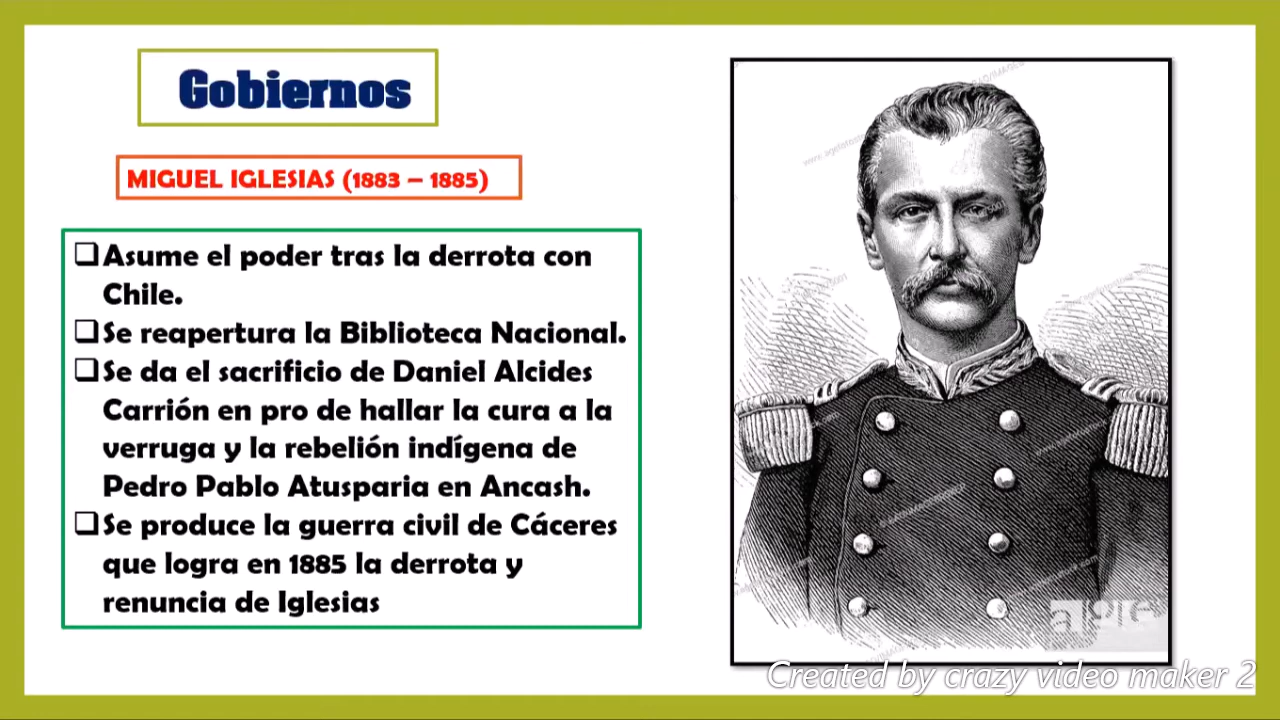 Gobiernos
MIGUEL IGLESIAS (1883 – 1885)
❑Asume el poder tras la derrota con
Chile.
❑Se reapertura la Biblioteca Nacional.
❑Se da el sacrificio de Daniel Alcides
Carrión en pro de hallar la cura a la
verruga y la rebelión indígena de
Pedro Pablo Atusparia en Ancash.
❑Se produce la guerra civil de Cáceres
que logra en 1885 la derrota y
renuncia de Iglesias
age
Created by crazy video maker 2